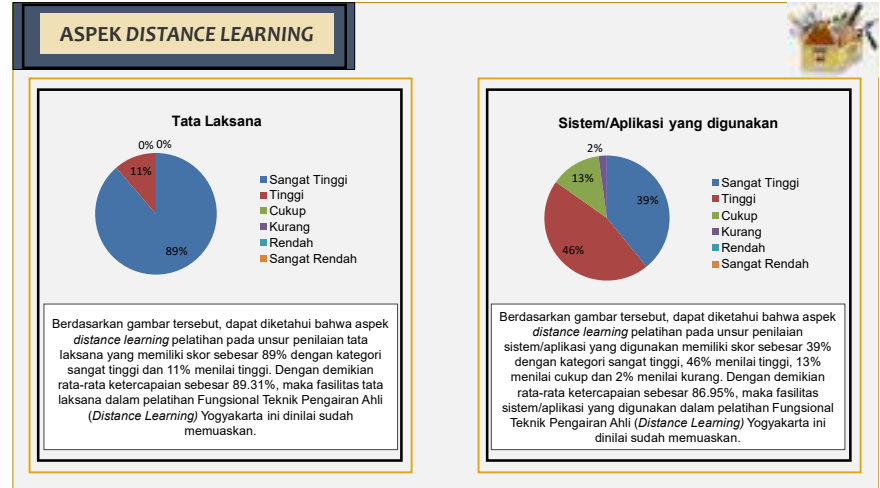 ASPEK DISTANCE LEARNING
Tata Laksana
0% 0%
11%
89%
Sangat Tinggi
Tinggi
Cukup
Kurang
Rendah
Sangat Rendah
Berdasarkan gambar tersebut, dapat diketahui bahwa aspek
distance learning pelatihan pada unsur penilaian tata
laksana yang memiliki skor sebesar 89% dengan kategori
sangat tinggi dan 11% menilai tinggi. Dengan demikian
rata-rata ketercapaian sebesar 89.31%, maka fasilitas tata
laksana dalam pelatihan Fungsional Teknik Pengairan Ahli
(Distance Learning) Yogyakarta ini dinilai sudah
memuaskan.
Sistem/Aplikasi yang digunakan
2%
13%
39%
46%
Sangat Tinggi
Tinggi
Cukup
Kurang
Rendah
Sangat Rendah
Berdasarkan gambar tersebut, dapat diketahui bahwa aspek
distance learning pelatihan pada unsur penilaian
sistem/aplikasi yang digunakan memiliki skor sebesar 39%
dengan kategori sangat tinggi, 46% menilai tinggi, 13%
menilai cukup dan 2% menilai kurang. Dengan demikian
rata-rata ketercapaian sebesar 86.95%, maka fasilitas
sistem/aplikasi yang digunakan dalam pelatihan Fungsional
Teknik Pengairan Ahli (Distance Learning) Yogyakarta ini
dinilai sudah memuaskan.